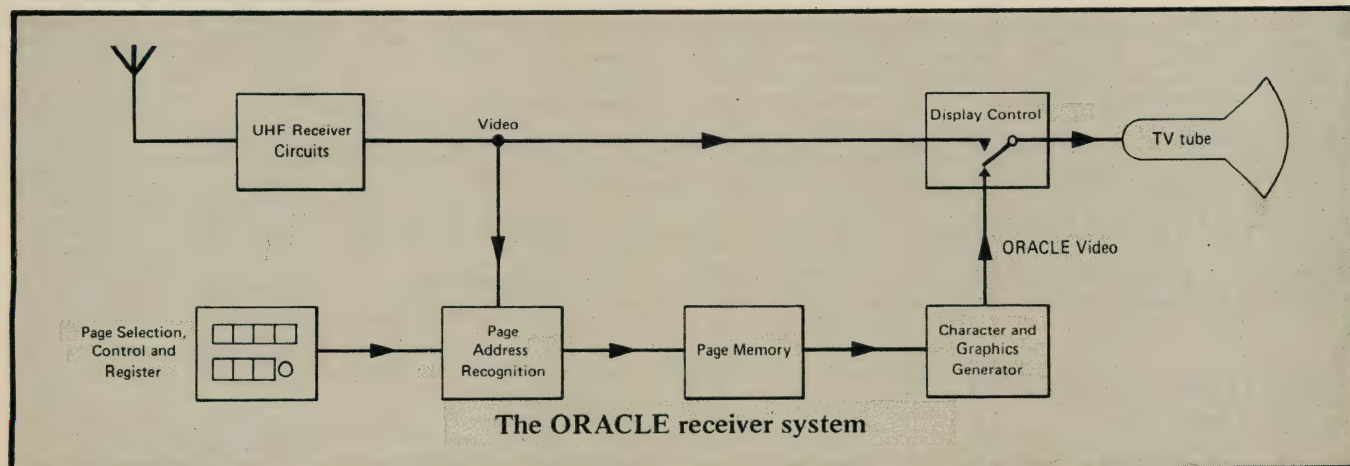 UHF Receiver
Circuits
Video
Display Control
TV tube
ORACLE Video
Page Selection,
Control and
Register
Page
Address
Recognition
Page Memory
Character and
Graphics
Generator
The ORACLE receiver system